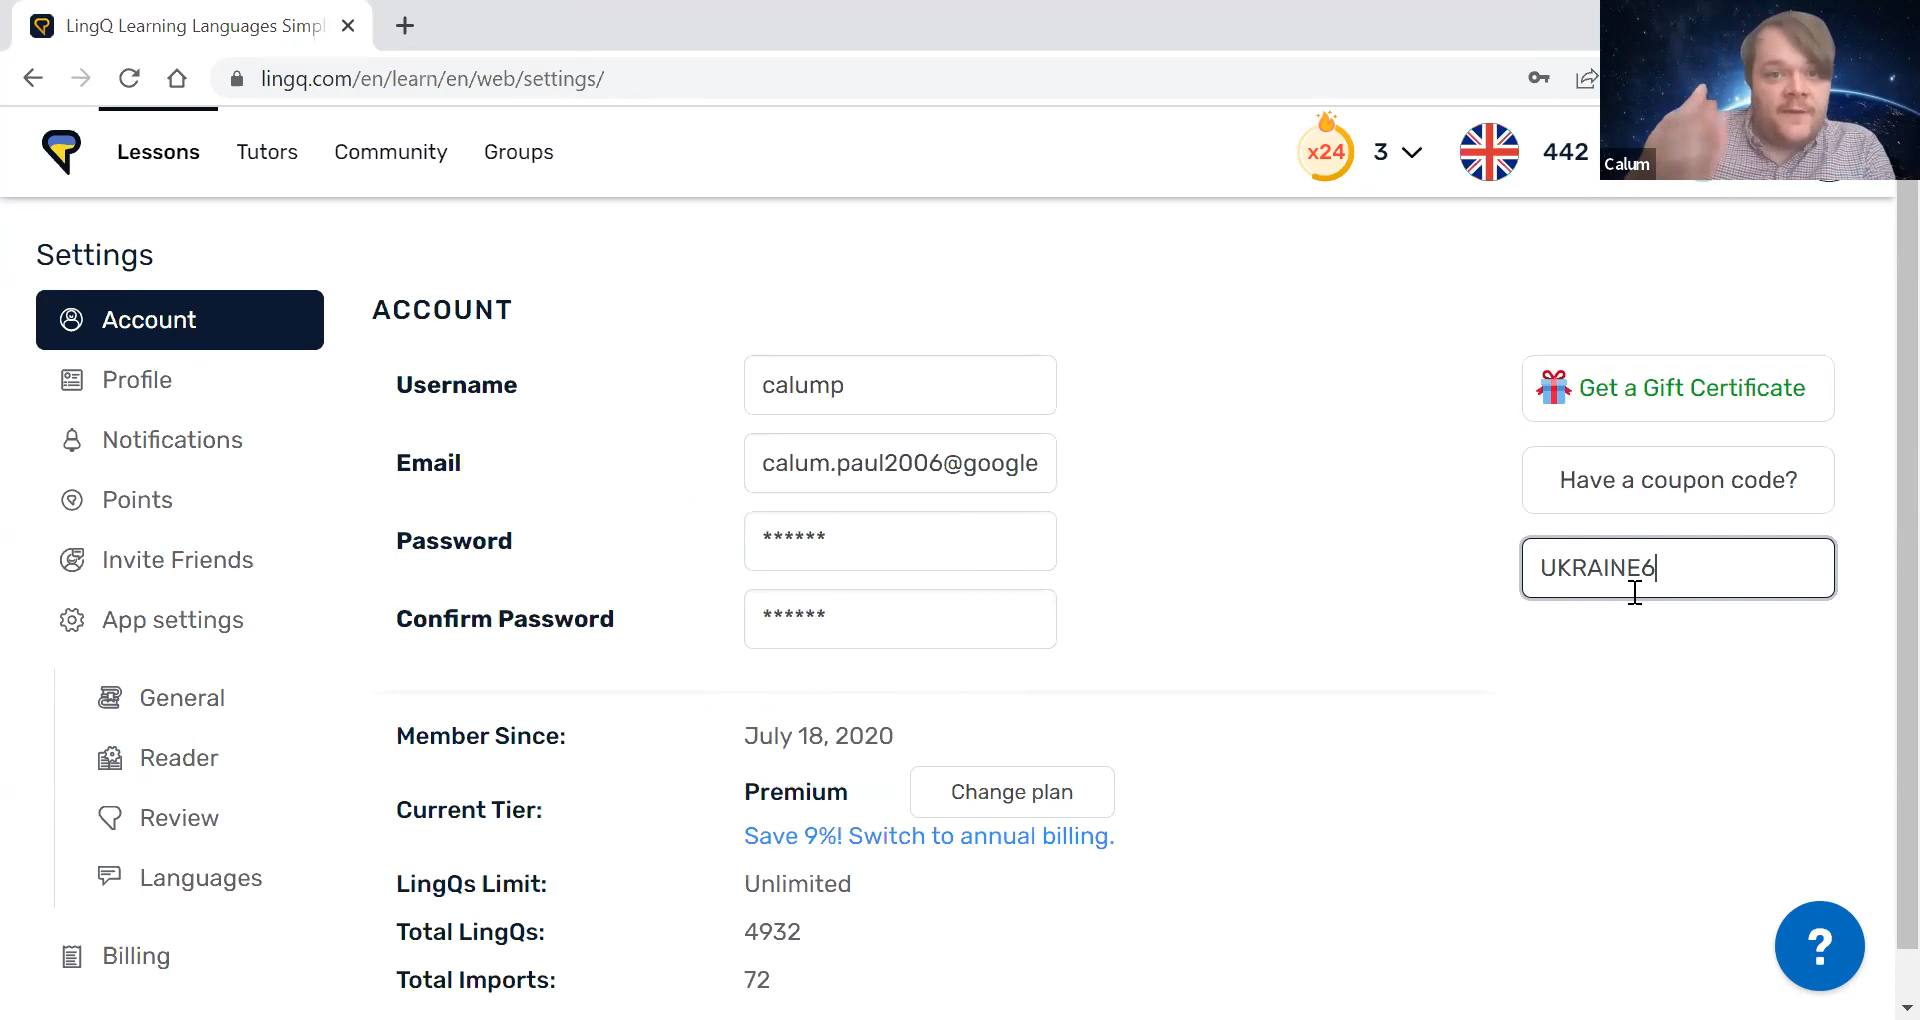 LingQ Learning Languages Simpl
lingq.com/en/learn/en/web/settings/
Lessons
Tutors
Community
Groups
x24
3
442
Calum
Settings
Account
Profile
Notifications
Points
Invite Friends
App settings
General
Reader
Review
Languages
Billing
ACCOUNT
Username
calump
Email
calum.paul2006@google
Password
******
Confirm Password
******
Member Since:
July 18, 2020
Current Tier:
Premium
Change plan
Save 9%! Switch to annual billing.
LingQs Limit:
Unlimited
Total LingQs:
4932
Total Imports:
72
Get a Gift Certificate
Have a coupon code?
UKRAINE6
?